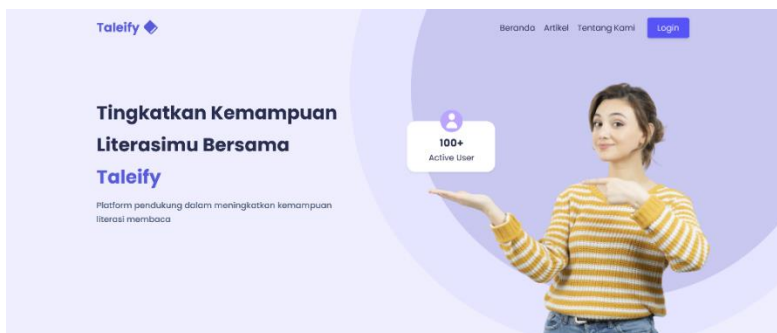 Taleify
Beranda Artikel Tentang Kami Login
Tingkatkan Kemampuan
Literasimu Bersama
Taleify
Platform pendukung dalam meningkatkan kemampuan
literasi membaca
100+
Active User